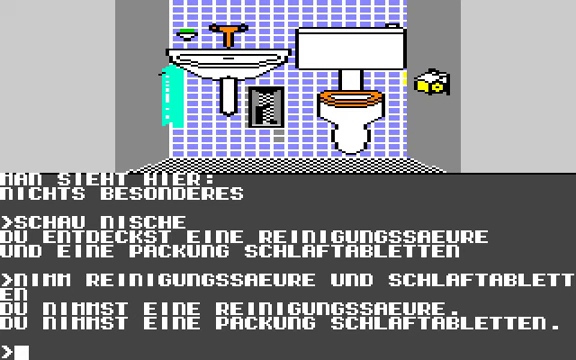 MAN SIEHT HIER:
NICHTS BESONDERES
>SCHAU NISCHE
DU ENTDECKST EINE REINIGUNGSSAEURE
UND EINE PACKUNG SCHLAFTABLETTEN
>NIMM REINIGUNGSSAEURE UND SCHLAFTABLETT
EN
DU NIMMST EINE REINIGUNGSSAEURE.
DU NIMMST EINE PACKUNG SCHLAFTABLETTEN.
>